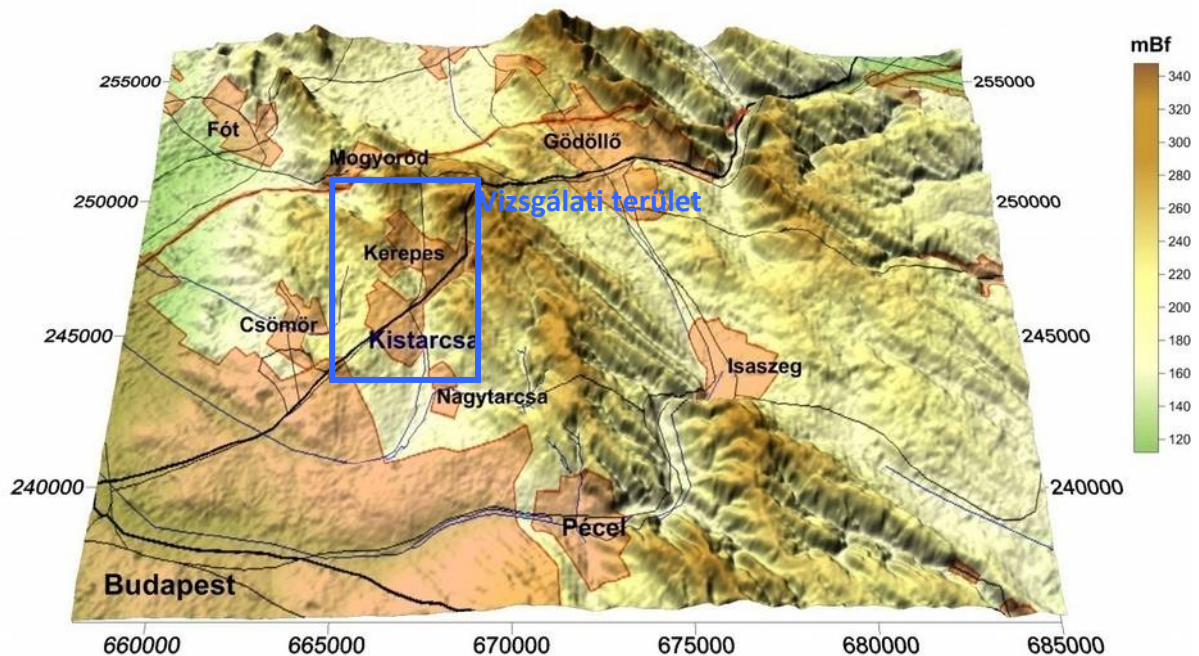 mBf
340
320
300
280
260
240
220
200
180
160
140
120
255000
255000
250000
250000
245000
245000
240000
240000
Fót
Mogyoród
Gödöllő
Vizsgálati terület
Kerepes
Csömör
Kistarcsa
Isaszeg
Nagytarcsa
Pécel
Budapest
660000
665000
670000
675000
680000
685000